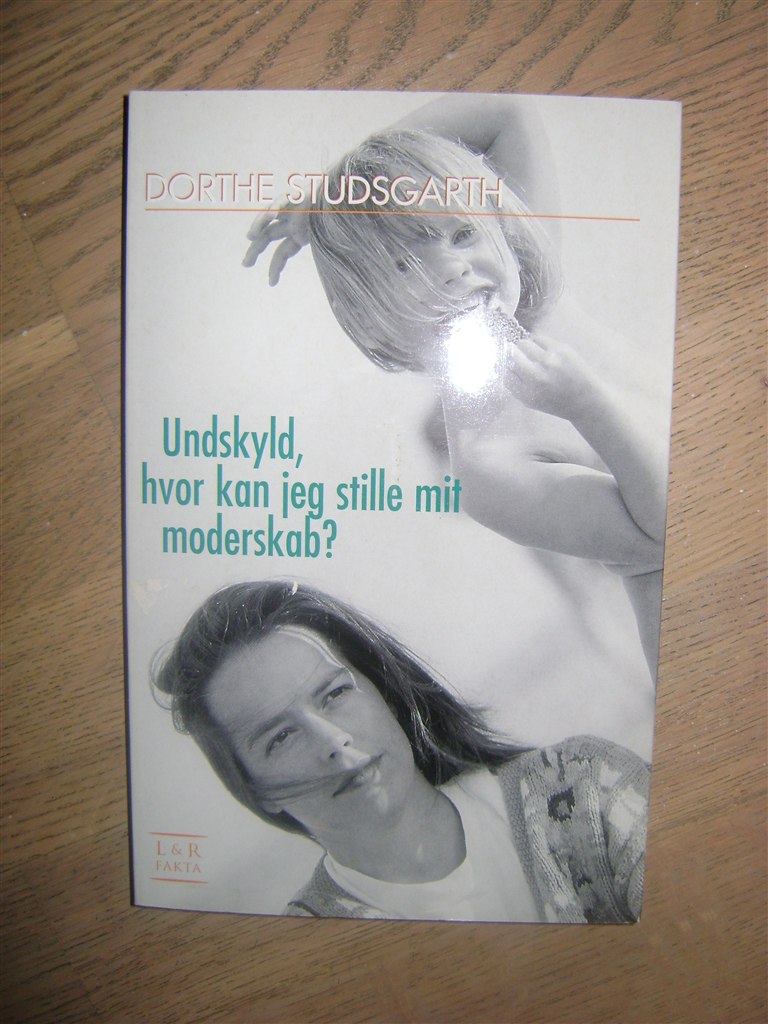 DORTHE STUDSGARTH
Undskyld,
hvor kan jeg stille mit
moderskab?
L & R
FAKTA